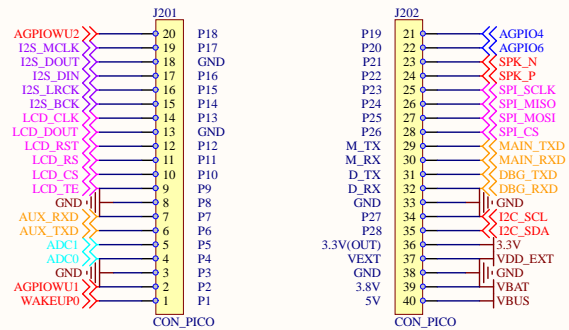 J201
AGPIOWU2 20 P18
I2S_MCLK 19 P17
I2S_DOUT 18 GND
I2S_DIN 17 P16
I2S_LRCK 16 P15
I2S_BCK 15 P14
LCD_CLK 14 P13
LCD_DOUT 13 GND
LCD_RST 12 P12
LCD_RS 11 P11
LCD_CS 10 P10
LCD_TE 9 P9
GND 8 P8
AUX_RXD 7 P7
AUX_TXD 6 P6
ADC1 5 P5
ADC0 4 P4
GND 3 P3
AGPIOWU1 2 P2
WAKEUP0 1 P1
CON_PICO
J202
P19 21 AGPIO4
P20 22 AGPIO6
P21 23 SPK_N
P22 24 SPK_P
P23 25 SPI_SCLK
P24 26 SPI_MISO
P25 27 SPI_MOSI
P26 28 SPI_CS
M_TX 29 MAIN_TXD
M_RX 30 MAIN_RXD
D_TX 31 DBG_TXD
D_RX 32 DBG_RXD
GND 33 GND
P27 34 I2C_SCL
P28 35 I2C_SDA
3.3V(OUT) 36 3.3V
VEXT 37 VDD_EXT
GND 38 GND
3.8V 39 VBAT
5V 40 VBUS
CON_PICO